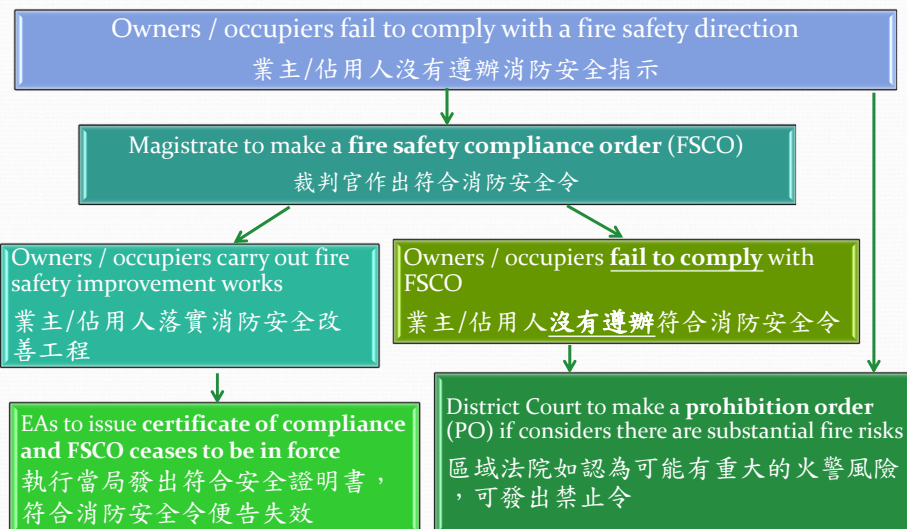 Owners / occupiers fail to comply with a fire safety direction
業主/佔用人沒有遵辦消防安全指示
Magistrate to make a fire safety compliance order (FSCO)
裁判官作出符合消防安全令
Owners / occupiers carry out fire
safety improvement works
業主/佔用人落實消防安全改
善工程
Owners / occupiers fail to comply with
FSCO
業主/佔用人沒有遵辦符合消防安全令
EAs to issue certificate of compliance
and FSCO ceases to be in force
執行當局發出符合安全證明書，
符合消防安全令便告失效
District Court to make a prohibition order
(PO) if considers there are substantial fire risks
區域法院如認為可能有重大的火警風險
，可發出禁止令